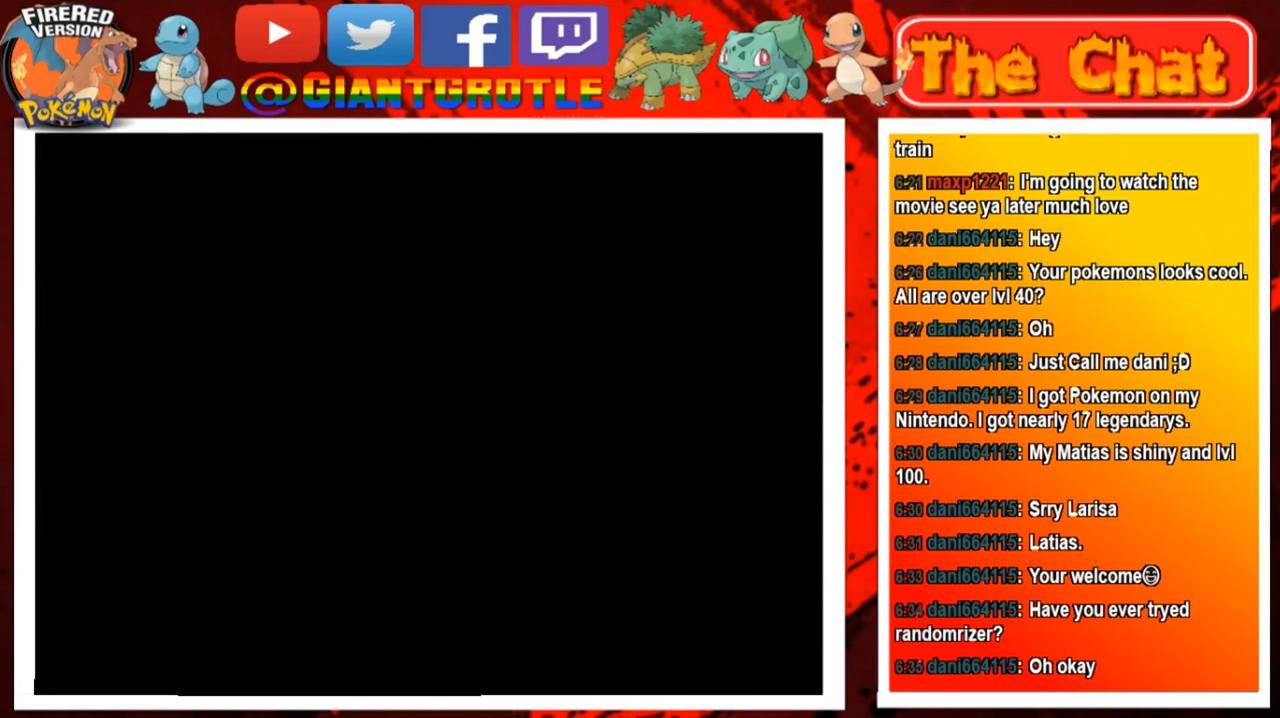 FIRERED
VERSION
POKéMON
@GIANTGROTLE
The Chat
train
6:21 maxp1221: I'm going to watch the
movie see ya later much love
6:22 dani664115: Hey
6:26 dani664115: Your pokemons looks cool.
All are over lvl 40?
6:27 dani664115: Oh
6:28 dani664115: Just Call me dani ;D
6:29 dani664115: I got Pokemon on my
Nintendo. I got nearly 17 legendarys.
6:30 dani664115: My Matias is shiny and lvl
100.
6:30 dani664115: Srry Larisa
6:31 dani664115: Latias.
6:33 dani664115: Your welcome😄
6:34 dani664115: Have you ever tryed
randomrizer?
6:35 dani664115: Oh okay